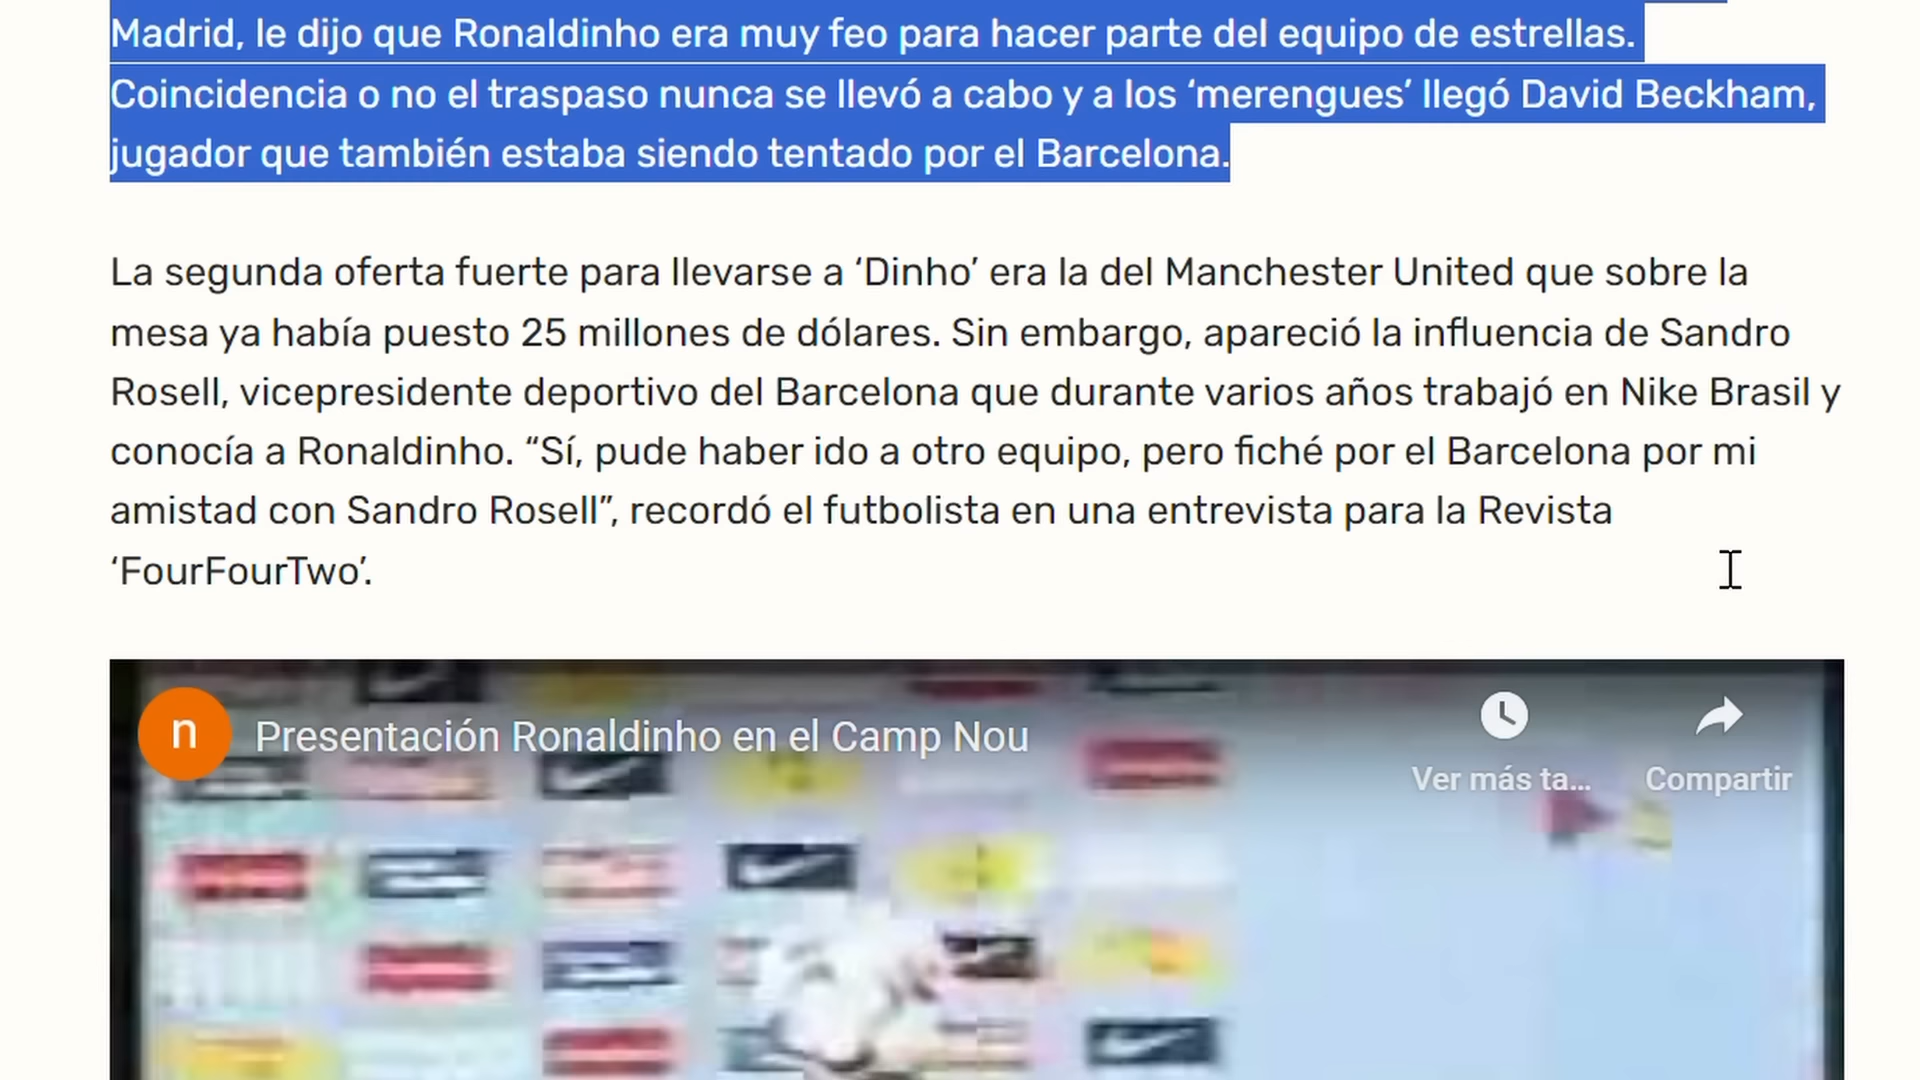 Madrid, le dijo que Ronaldinho era muy feo para hacer parte del equipo de estrellas.
Coincidencia o no el traspaso nunca se llevó a cabo y a los ‘merengues’ llegó David Beckham,
jugador que también estaba siendo tentado por el Barcelona.
La segunda oferta fuerte para llevarse a ‘Dinho’ era la del Manchester United que sobre la
mesa ya había puesto 25 millones de dólares. Sin embargo, apareció la influencia de Sandro
Rosell, vicepresidente deportivo del Barcelona que durante varios años trabajó en Nike Brasil y
conocía a Ronaldinho. “Sí, pude haber ido a otro equipo, pero fiché por el Barcelona por mi
amistad con Sandro Rosell”, recordó el futbolista en una entrevista para la Revista
‘FourFourTwo’.
n
Presentación Ronaldinho en el Camp Nou
Ver más ta...
Compartir